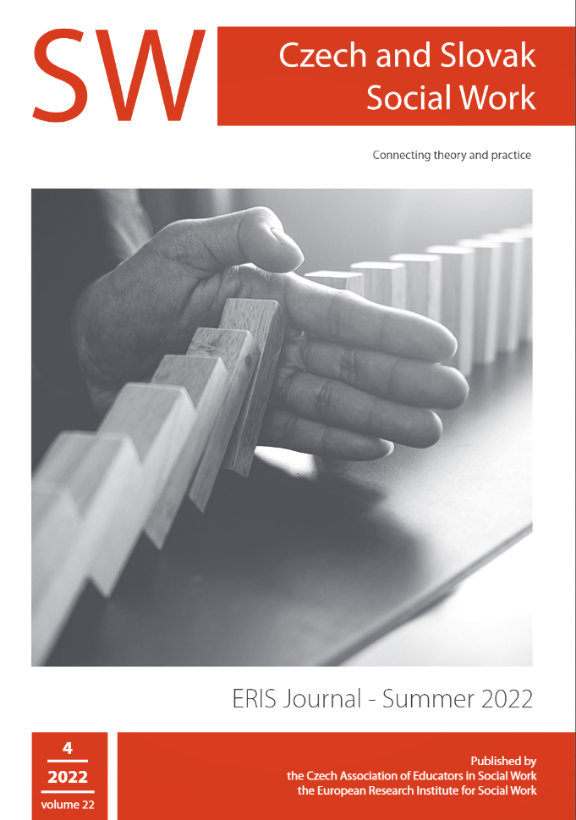 SW
Czech and Slovak
Social Work
Connecting theory and practice
ERIS Journal - Summer 2022
4
2022
volume 22
Published by
the Czech Association of Educators in Social Work
the European Research Institute for Social Work